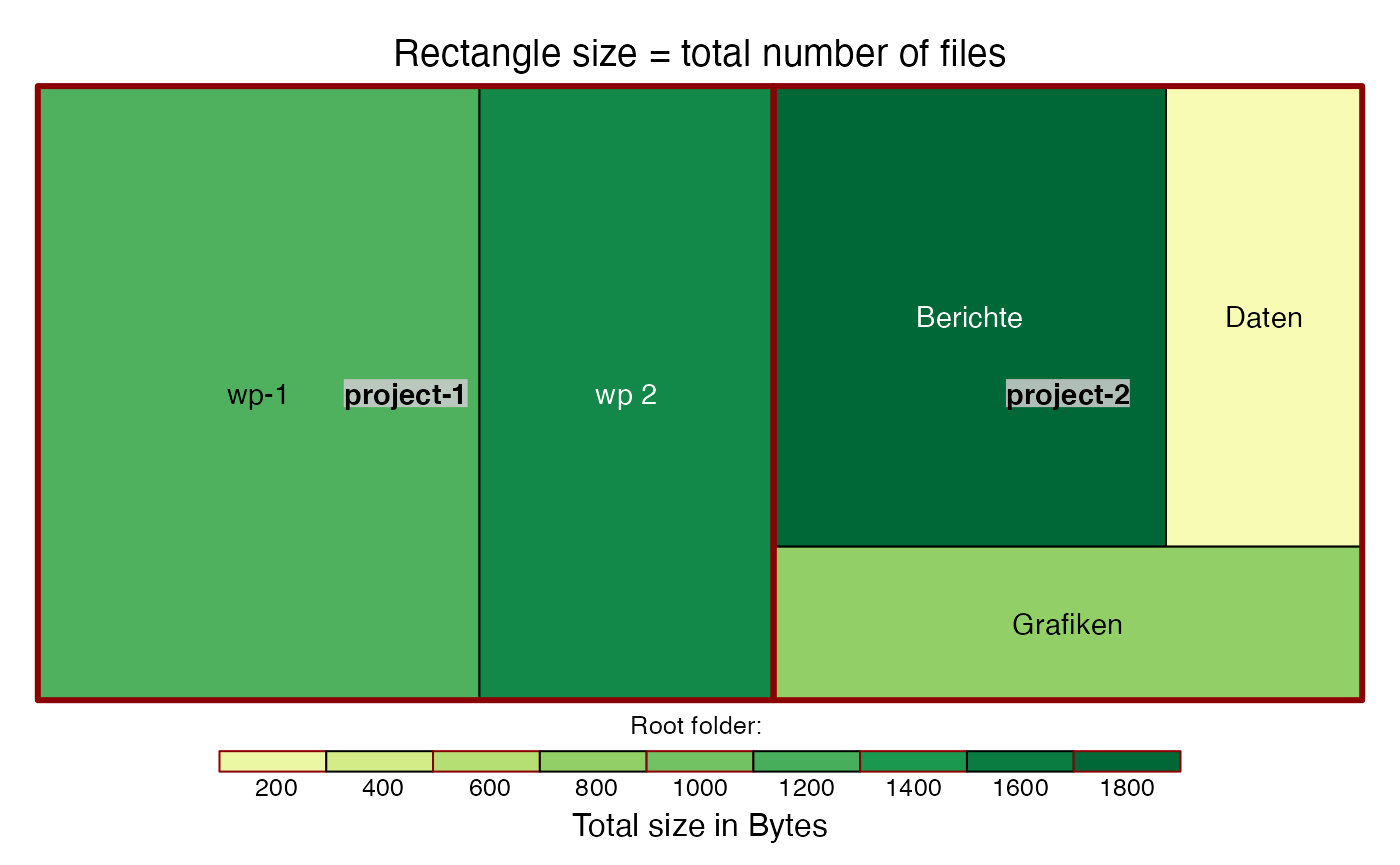 Rectangle size = total number of files
Berichte
Daten
wp-1
project-1
wp 2
project-2
Grafiken
Root folder:
200 400 600 800 1000 1200 1400 1600 1800
Total size in Bytes